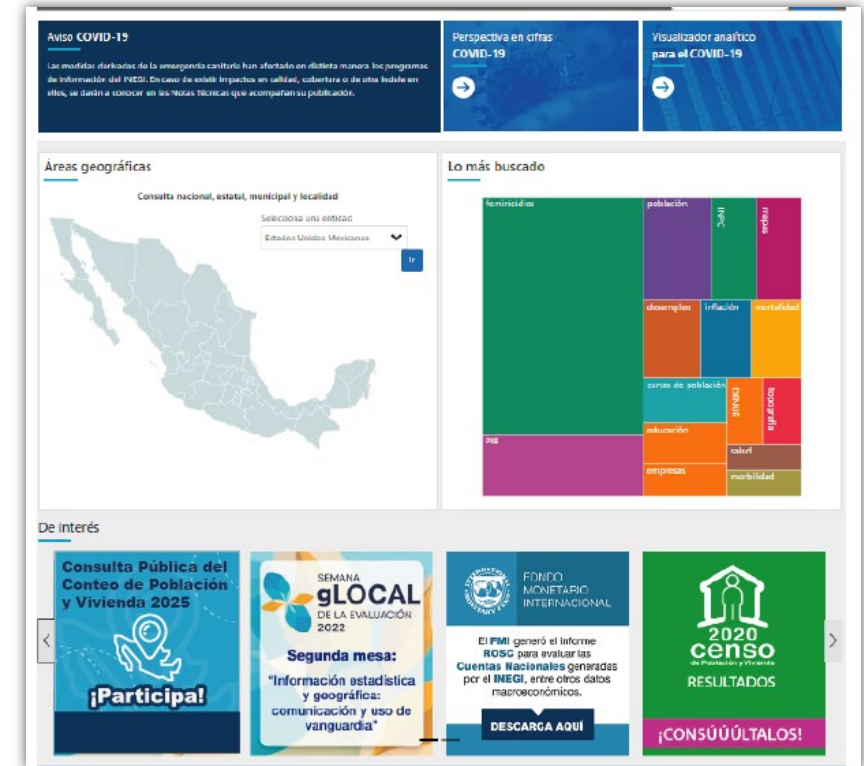 Aviso COVID-19
Las medidas derivadas de la emergencia sanitaria han afectado en distinta manera los programas
de información del INEGI. En caso de existir impactos en calidad, cobertura o de otra índole en
ellos, se darán a conocer en las Notas Técnicas que acompañan su publicación.
Perspectiva en cifras
COVID-19
Visualizador analítico
para el COVID-19
Áreas geográficas
Consulta nacional, estatal, municipal y localidad
Selecciona una entidad
Estados Unidos Mexicanos
Ir
Lo más buscado
feminicidios
población
INPC
mapas
desempleo
inflación
mortalidad
censo de población
DENUE
topografía
educación
PIB
salud
empresas
morbilidad
De interés
Consulta Pública del
Conteo de Población
y Vivienda 2025
¡Participa!
SEMANA
gLOCAL
DE LA EVALUACIÓN
2022
Segunda mesa:
"Información estadística
y geográfica:
comunicación y uso de
vanguardia"
FONDO
MONETARIO
INTERNACIONAL
El FMI generó el Informe
ROSC para evaluar las
Cuentas Nacionales generadas
por el INEGI, entre otros datos
macroeconómicos.
DESCARGA AQUÍ
2020
censo
de Población y Vivienda
RESULTADOS
¡CONSÚÚÚLTALOS!